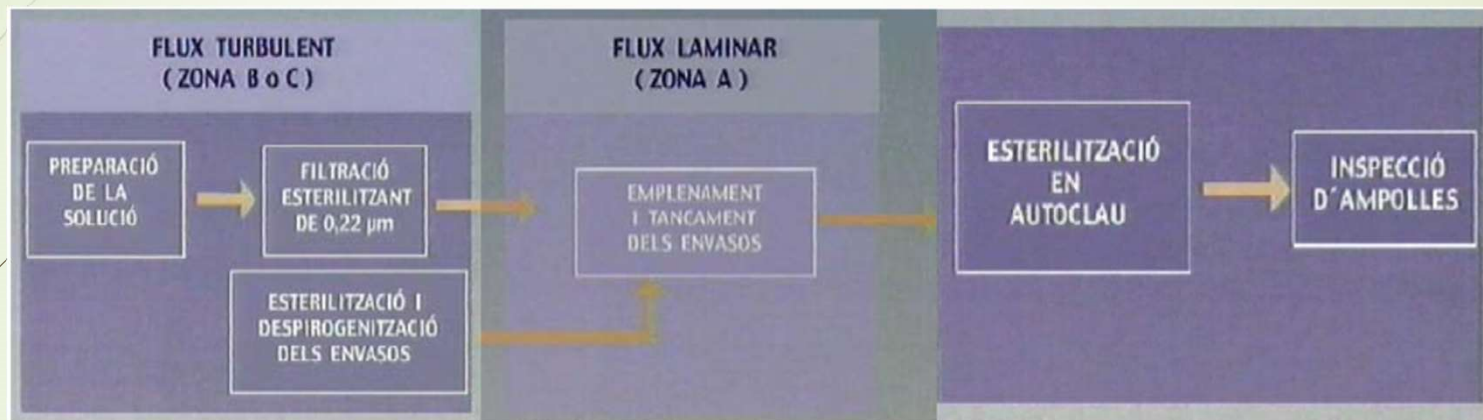 FLUX TURBULENT
( ZONA B o C )
PREPARACIÓ
DE LA
SOLUCIÓ
FILTRACIÓ
ESTERILITZANT
DE 0,22 µm
ESTERILITZACIÓ I
DESPIROGENITZACIÓ
DELS ENVASOS
FLUX LAMINAR
( ZONA A )
EMPLENAMENT
I TANCAMENT
DELS ENVASOS
ESTERILITZACIÓ
EN
AUTOCLAU
INSPECCIÓ
D´AMPOLLES